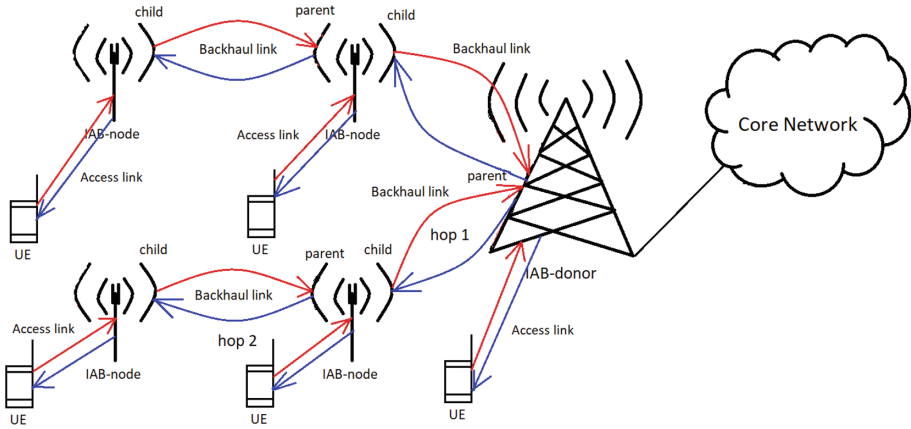 child
parent
child
Backhaul link
Backhaul link
IAB-node
Access link
IAB-node
Core Network
Access link
parent
Backhaul link
UE
UE
hop 1
child
parent
child
IAB-donor
Backhaul link
Access link
hop 2
Access link
IAB-node
IAB-node
UE
UE
UE